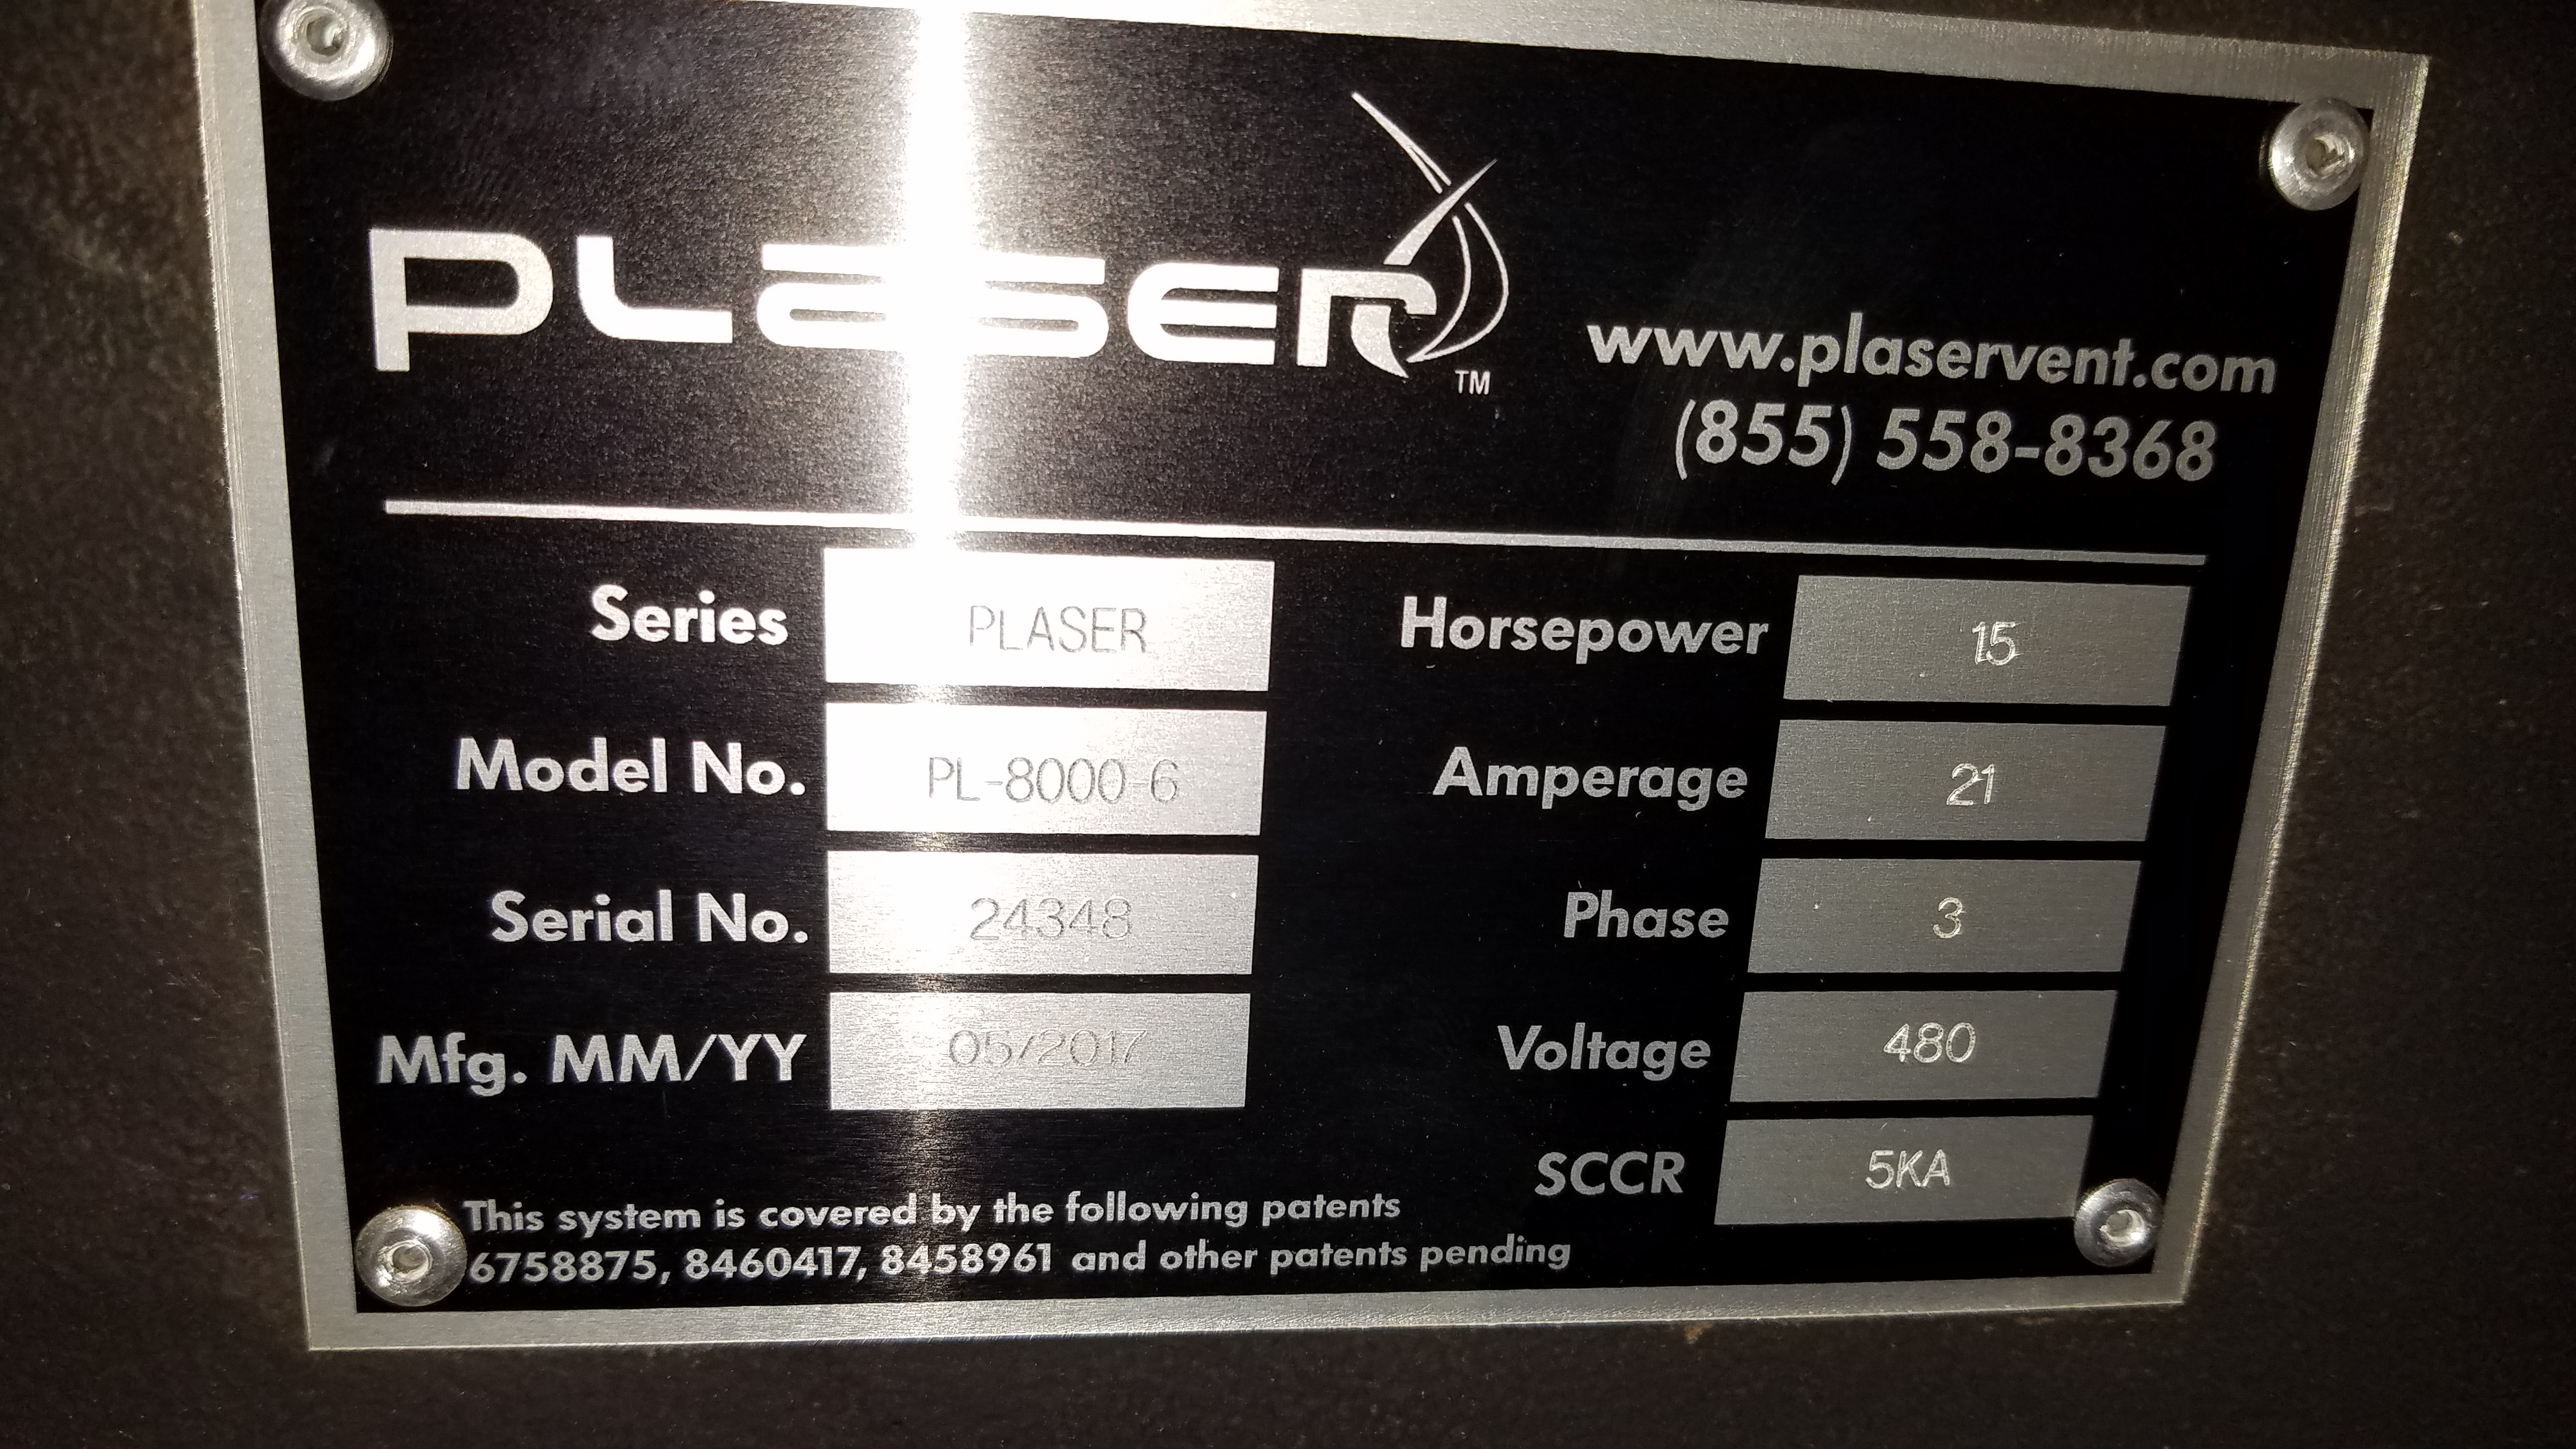 PLaSER TM
www.plaservent.com
(855) 558-8368
Series PLASER
Model No. PL-8000-6
Serial No. 24348
Mfg. MM/YY 05/2017
Horsepower 15
Amperage 21
Phase 3
Voltage 480
SCCR 5KA
This system is covered by the following patents
6758875, 8460417, 8458961 and other patents pending